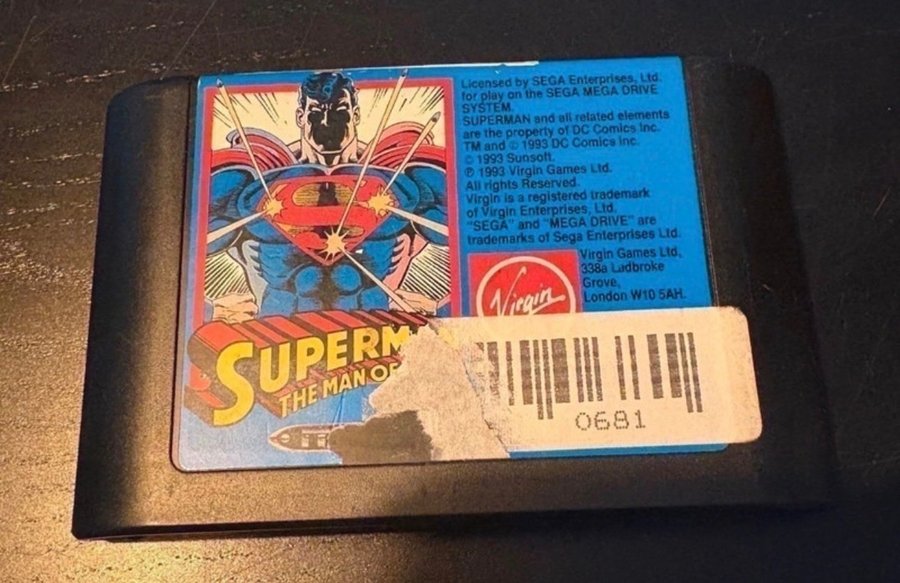 Licensed by SEGA Enterprises, Ltd.
for play on the SEGA MEGA DRIVE
SYSTEM.
SUPERMAN and all related elements
are the property of DC Comics Inc.
TM and © 1993 DC Comics Inc.
© 1993 Sunsoft.
℗ 1993 Virgin Games Ltd.
All rights Reserved.
Virgin is a registered trademark
of Virgin Enterprises, Ltd.
"SEGA" and "MEGA DRIVE" are
trademarks of Sega Enterprises Ltd.
Virgin Games Ltd,
338a Ladbroke
Grove,
London W10 5AH.
Virgin
S
SUPERM
THE MAN OF
0681